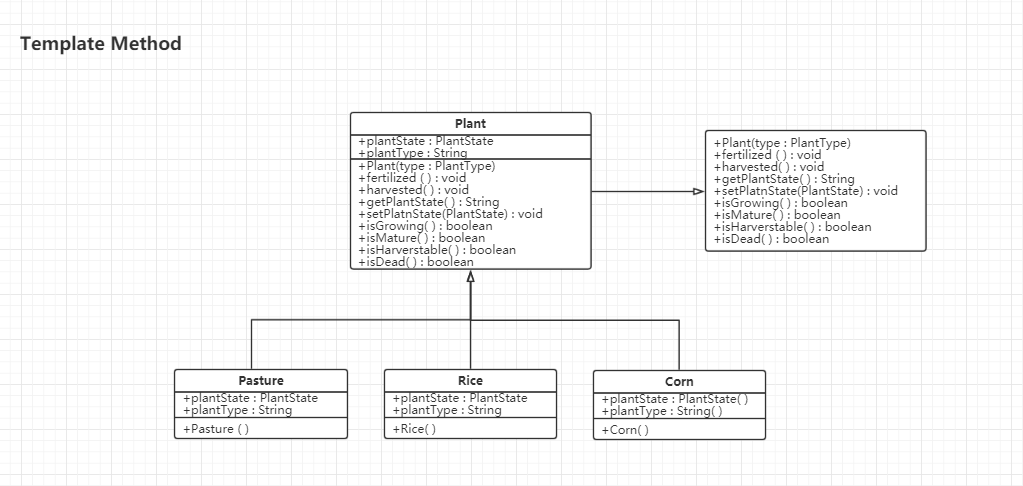 Template Method
Plant
+plantState : PlantState
+plantType : String
+Plant(type : PlantType)
+fertilized ( ) : void
+harvested( ) : void
+getPlantState( ) : String
+setPlatnState(PlantState) : void
+isGrowing( ) : boolean
+isMature( ) : boolean
+isHarverstable( ) : boolean
+isDead( ) : boolean
+Plant(type : PlantType)
+fertilized ( ) : void
+harvested( ) : void
+getPlantState( ) : String
+setPlatnState(PlantState) : void
+isGrowing( ) : boolean
+isMature( ) : boolean
+isHarverstable( ) : boolean
+isDead( ) : boolean
Pasture
+plantState : PlantState
+plantType : String
+Pasture ( )
Rice
+plantState : PlantState
+plantType : String
+Rice( )
Corn
+plantState : PlantState( )
+plantType : String( )
+Corn( )